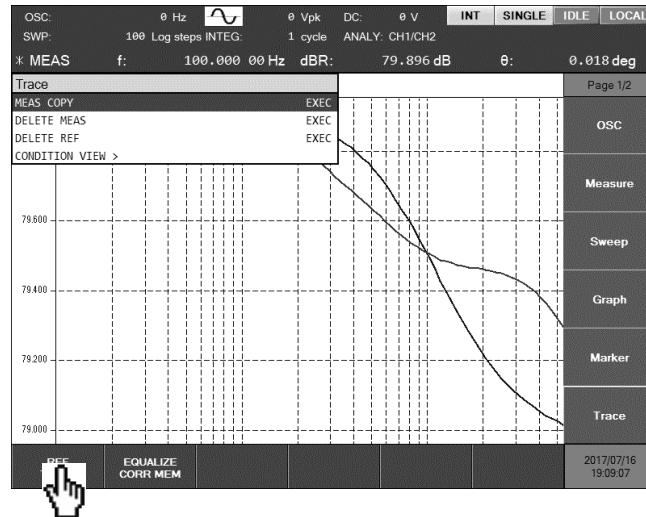 OSC: 0 Hz 0 Vpk DC: 0 V INT SINGLE IDLE LOCAL
SWP: 100 Log steps INTEG: 1 cycle ANALY: CH1/CH2
* MEAS f: 100.000 00 Hz dBR: 79.896 dB θ: 0.018 deg
Trace
MEAS COPY EXEC
DELETE MEAS EXEC
DELETE REF EXEC
CONDITION VIEW >
79.600
79.400
79.200
79.000
Page 1/2
OSC
Measure
Sweep
Graph
Marker
Trace
REF
EQUALIZE
CORR MEM
2017/07/16
19:09:07